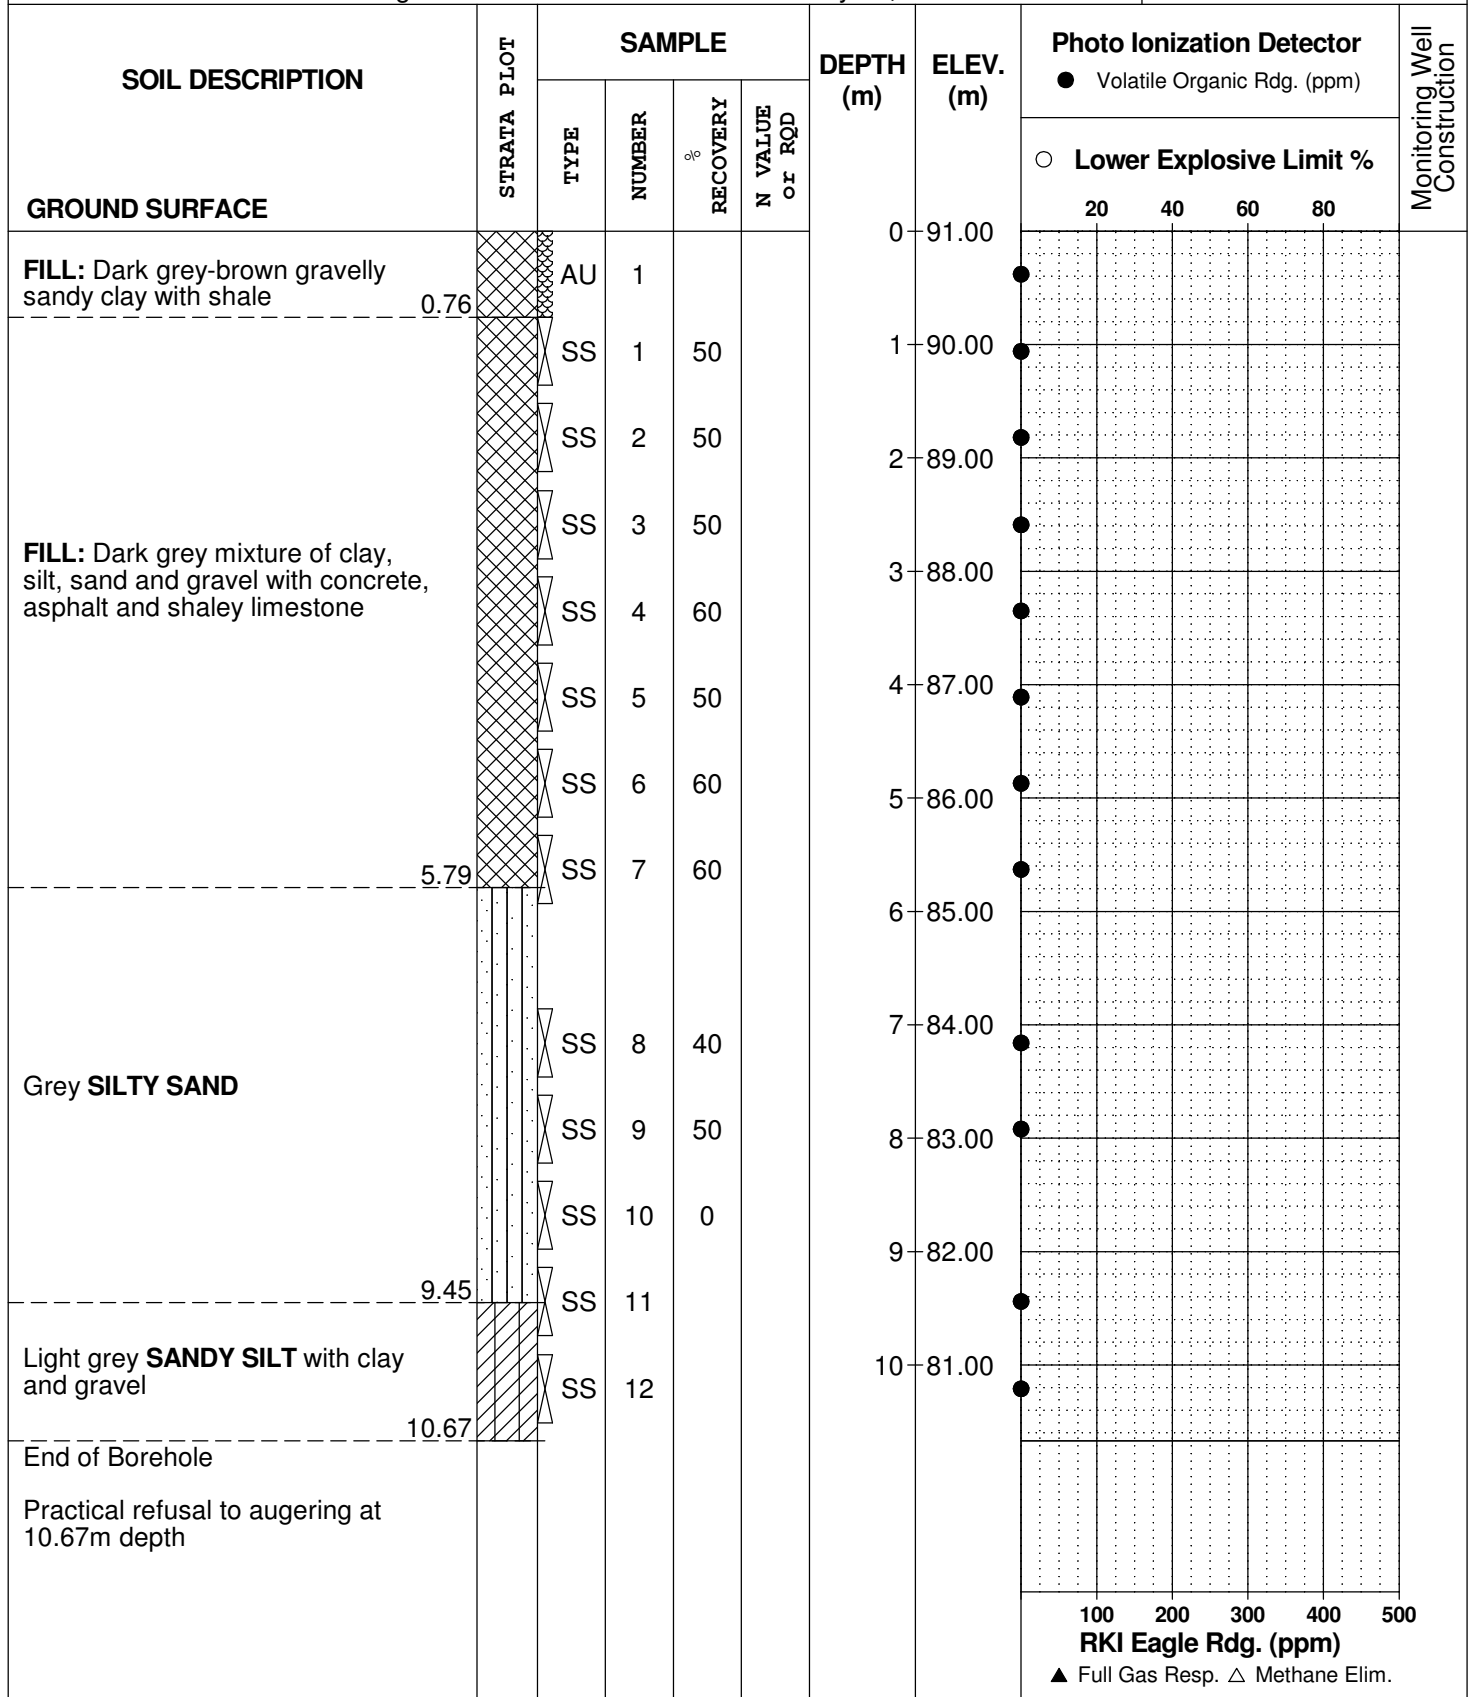 SOIL DESCRIPTION
GROUND SURFACE
STRATA PLOT
SAMPLE
TYPE
NUMBER
%
RECOVERY
N VALUE
or RQD
DEPTH
(m)
ELEV.
(m)
Photo Ionization Detector
● Volatile Organic Rdg. (ppm)
○ Lower Explosive Limit %
20 40 60 80
Monitoring Well
Construction
0 91.00
FILL: Dark grey-brown gravelly
sandy clay with shale
0.76
AU 1
SS 1 50
1 90.00
SS 2 50
2 89.00
SS 3 50
FILL: Dark grey mixture of clay,
silt, sand and gravel with concrete,
asphalt and shaley limestone
3 88.00
SS 4 60
4 87.00
SS 5 50
SS 6 60
5 86.00
SS 7 60
5.79
6 85.00
7 84.00
SS 8 40
Grey SILTY SAND
SS 9 50
8 83.00
SS 10 0
9 82.00
9.45
SS 11
Light grey SANDY SILT with clay
and gravel
10 81.00
SS 12
10.67
End of Borehole
Practical refusal to augering at
10.67m depth
100 200 300 400 500
RKI Eagle Rdg. (ppm)
▲ Full Gas Resp. △ Methane Elim.